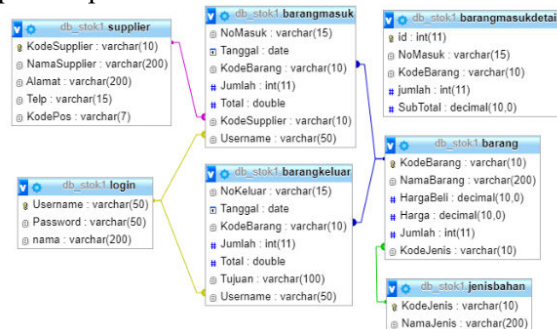 db_stok1 supplier
KodeSupplier : varchar(10)
NamaSupplier : varchar(200)
Alamat : varchar(200)
Telp : varchar(15)
KodePos : varchar(7)
db_stok1 barangmasuk
NoMasuk : varchar(15)
Tanggal : date
KodeBarang : varchar(10)
# Jumlah : int(11)
# Total : double
KodeSupplier : varchar(10)
Username : varchar(50)
db_stok1 barangmasukdetai
id : int(11)
NoMasuk : varchar(15)
KodeBarang : varchar(10)
# jumlah : int(11)
# SubTotal : decimal(10,0)
db_stok1 login
Username : varchar(50)
Password : varchar(50)
nama : varchar(200)
db_stok1 barangkeluar
NoKeluar : varchar(15)
Tanggal : date
KodeBarang : varchar(10)
# Jumlah : int(11)
# Total : double
Tujuan : varchar(100)
Username : varchar(50)
db_stok1 barang
KodeBarang : varchar(10)
NamaBarang : varchar(200)
# HargaBeli : decimal(10,0)
# Harga : decimal(10,0)
# Jumlah : int(11)
KodeJenis : varchar(10)
db_stok1 jenisbahan
KodeJenis : varchar(10)
NamaJenis : varchar(200)